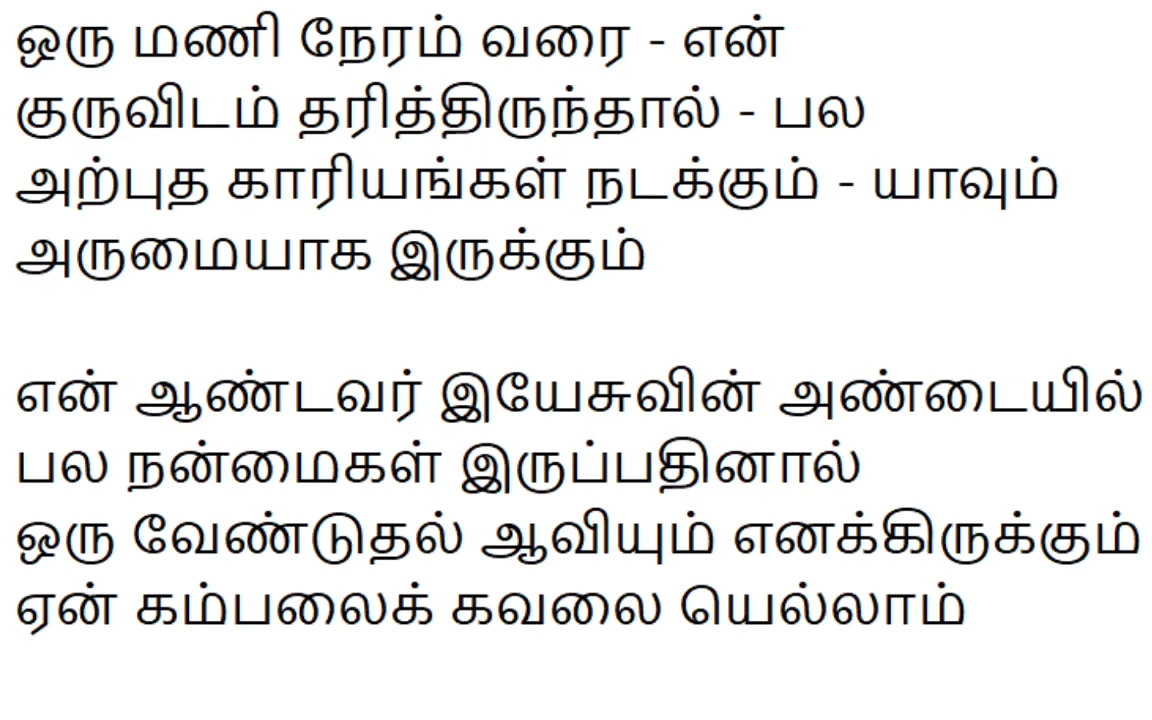 ஒரு மணி நேரம் வரை - என்
குருவிடம் தரித்திருந்தால் - பல
அற்புத காரியங்கள் நடக்கும் - யாவும்
அருமையாக இருக்கும்
என் ஆண்டவர் இயேசுவின் அண்டையில்
பல நன்மைகள் இருப்பதினால்
ஒரு வேண்டுதல் ஆவியும் எனக்கிருக்கும்
ஏன் கம்பலைக் கவலை யெல்லாம்